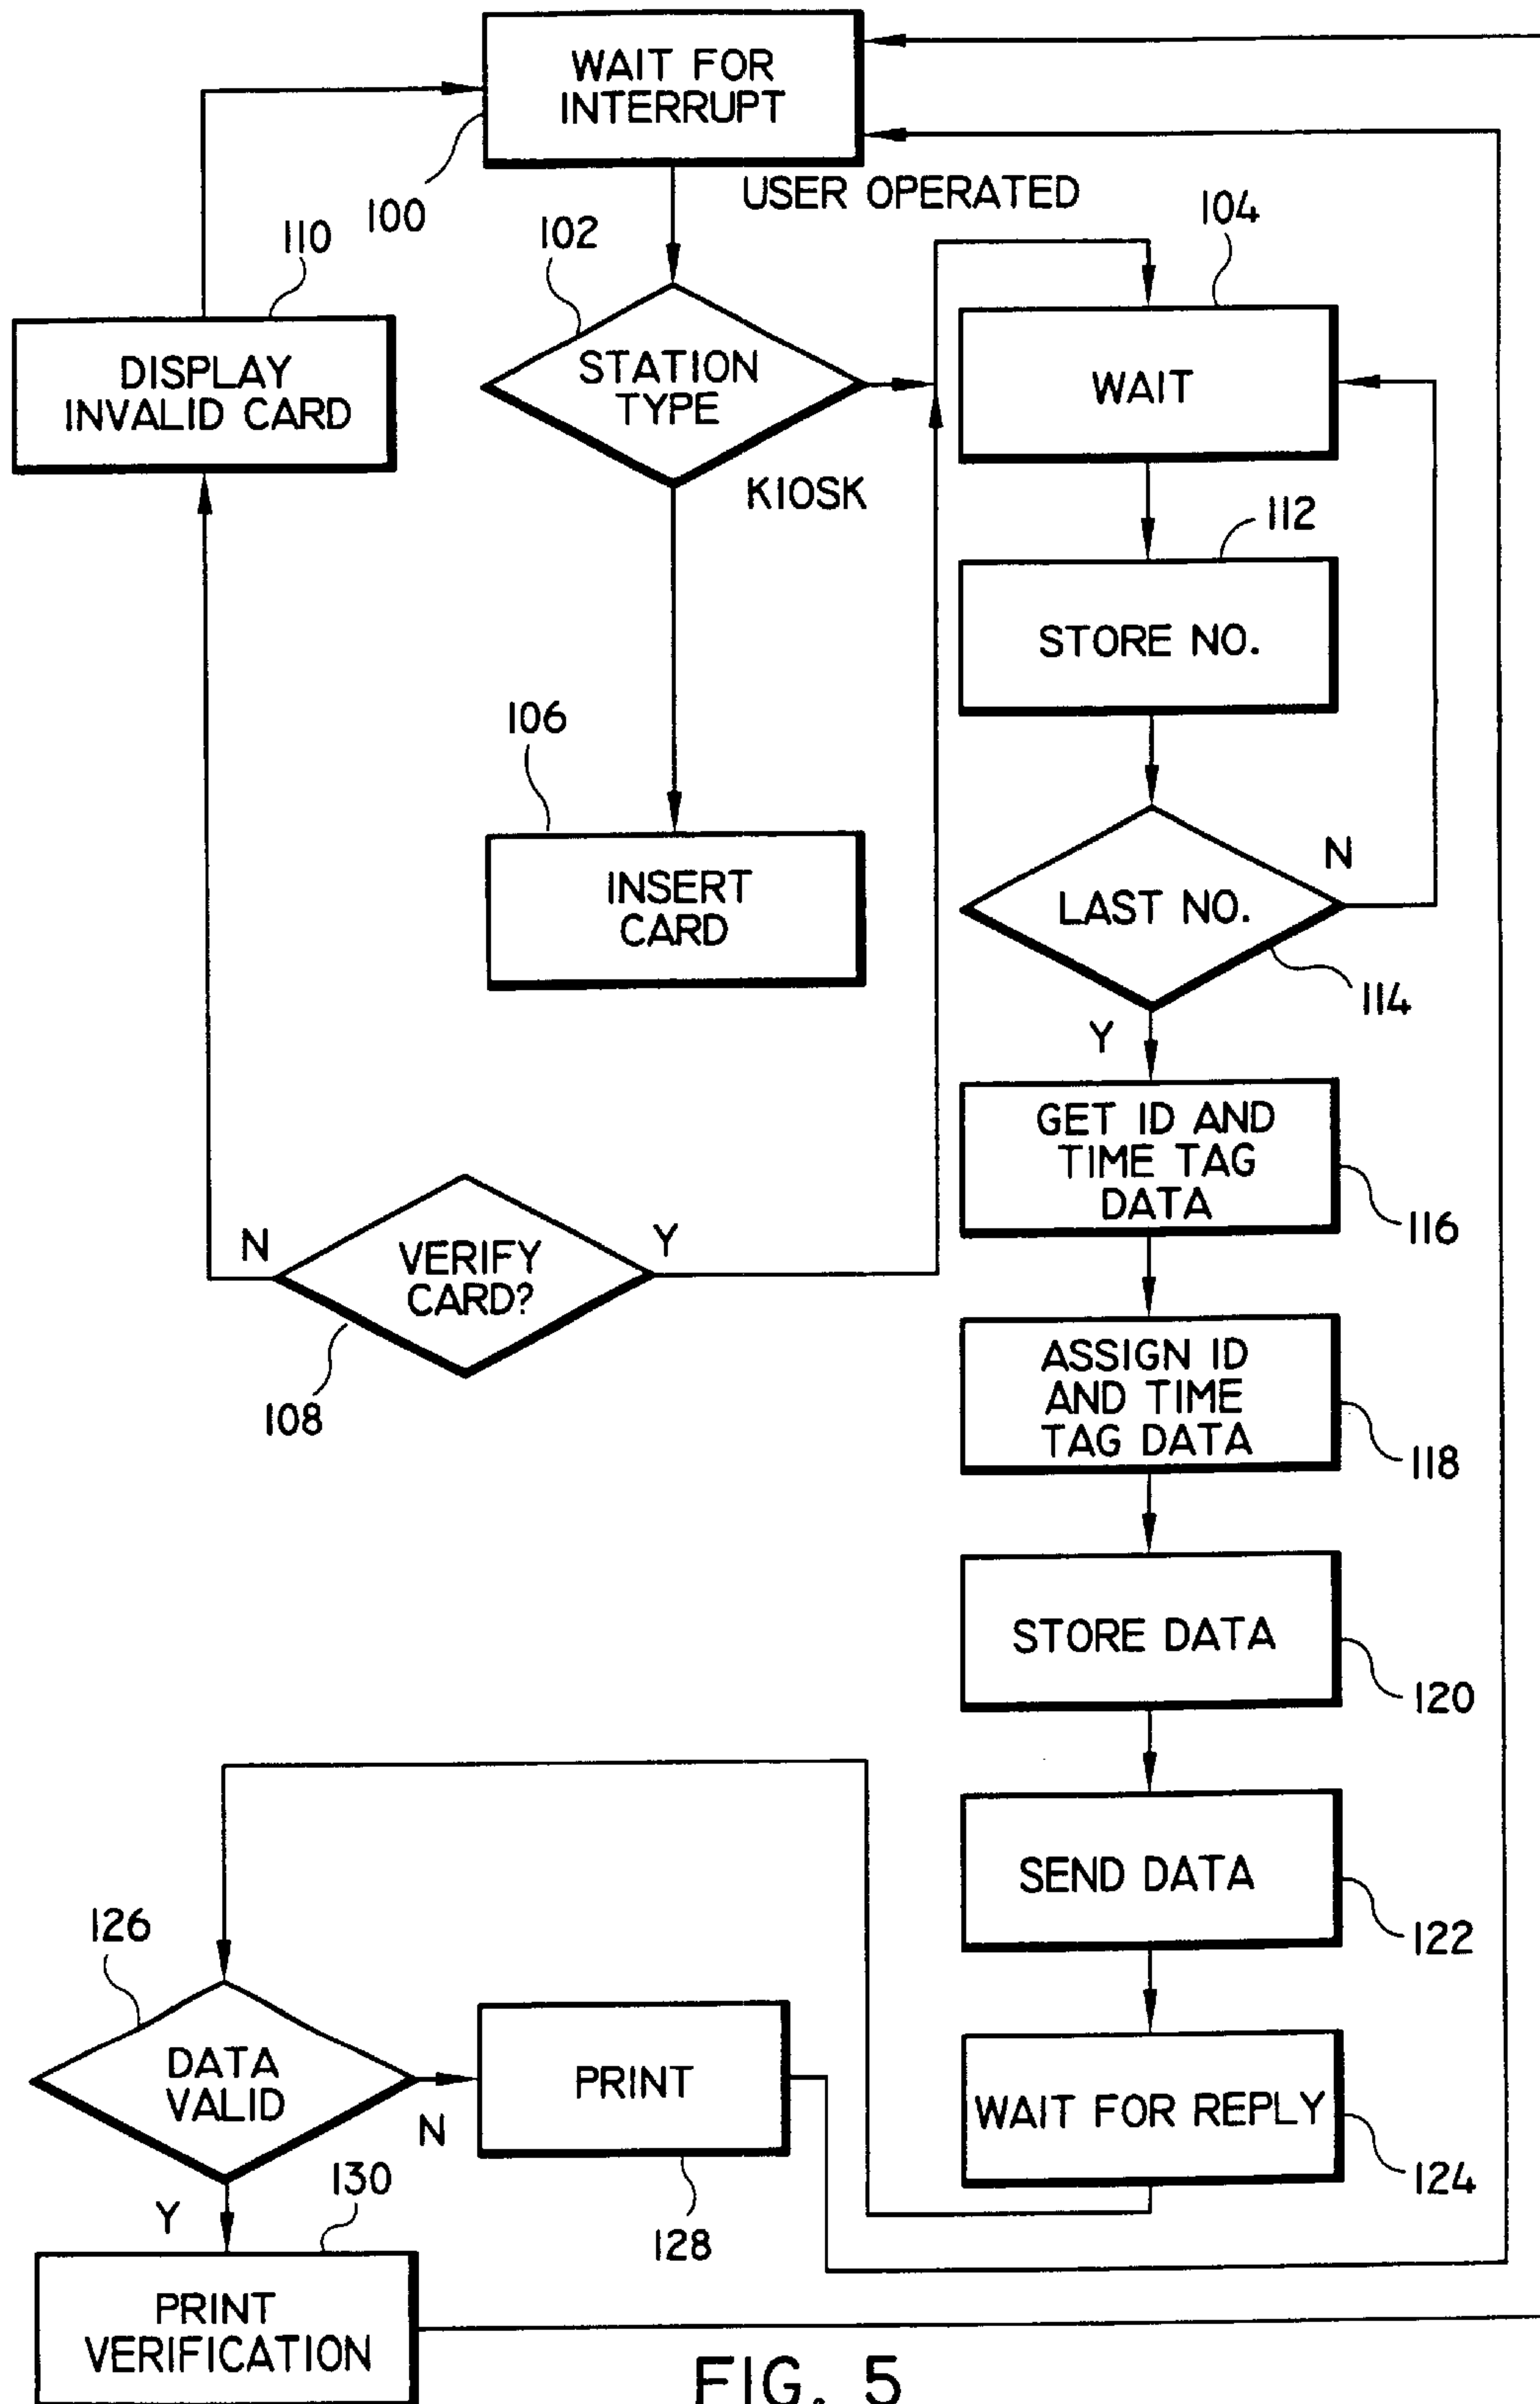 WAIT FOR
INTERRUPT
100
USER OPERATED
110
102
104
DISPLAY
INVALID CARD
STATION
TYPE
WAIT
KIOSK
112
STORE NO.
106
INSERT
CARD
LAST NO.
N
114
Y
GET ID AND
TIME TAG
DATA
116
N
VERIFY
CARD?
Y
108
ASSIGN ID
AND TIME
TAG DATA
118
STORE DATA
120
SEND DATA
122
126
DATA
VALID
N
PRINT
128
WAIT FOR REPLY
124
Y
130
PRINT
VERIFICATION
FIG. 5